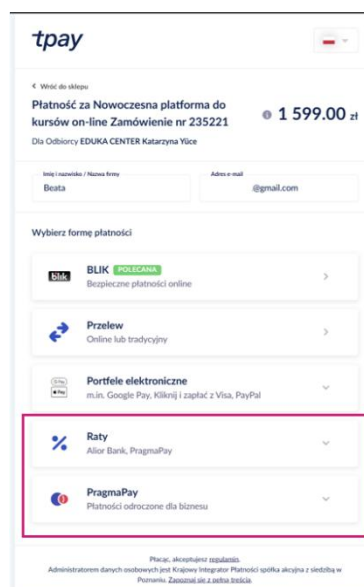 tpay
Wróć do sklepu
Płatność za Nowoczesna platforma do
kursów on-line Zamówienie nr 235221
1 599.00 zł
Dla Odbiorcy EDUKA CENTER Katarzyna Yüce
Imię i nazwisko / Nazwa firmy
Adres e-mail
Beata
@gmail.com
Wybierz formę płatności
blik
BLIK POLECANA
Bezpieczne płatności online
Przelew
Online lub tradycyjny
G Pay
Pay
Portfele elektroniczne
m.in. Google Pay, Kliknij i zapłać z Visa, PayPal
Raty
Alior Bank, PragmaPay
PragmaPay
Płatności odroczone dla biznesu
Płacąc, akceptujesz regulamin.
Administratorem danych osobowych jest Krajowy Integrator Płatności spółka akcyjna z siedzibą w
Poznaniu. Zapoznaj się z pełną treścią.